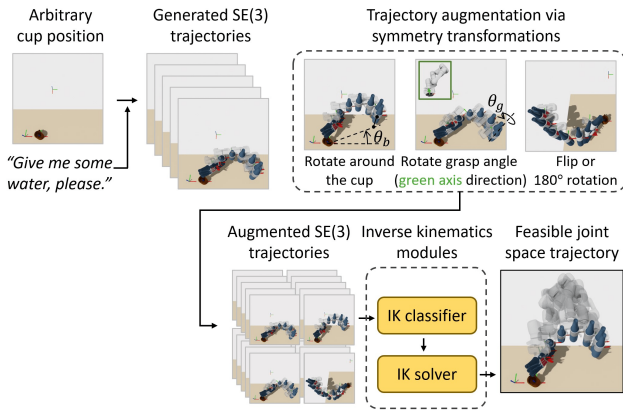 Arbitrary
cup position
Generated SE(3)
trajectories
Trajectory augmentation via
symmetry transformations
"Give me some
water, please."
θb
θg
Rotate around
the cup
Rotate grasp angle
(green axis direction)
Flip or
180° rotation
Augmented SE(3)
trajectories
Inverse kinematics
modules
Feasible joint
space trajectory
IK classifier
IK solver